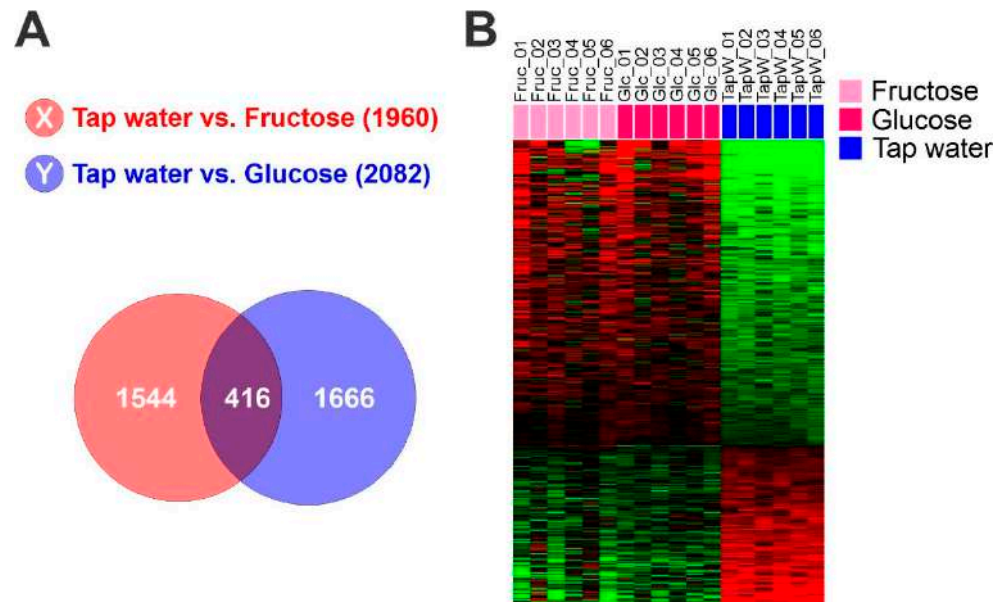 A
X Tap water vs. Fructose (1960)
Y Tap water vs. Glucose (2082)
1544 416 1666
B
Fruc_01
Fruc_02
Fruc_03
Fruc_04
Fruc_05
Fruc_06
Glc_01
Glc_02
Glc_03
Glc_04
Glc_05
Glc_06
TapW_01
TapW_02
TapW_03
TapW_04
TapW_05
TapW_06
Fructose
Glucose
Tap water